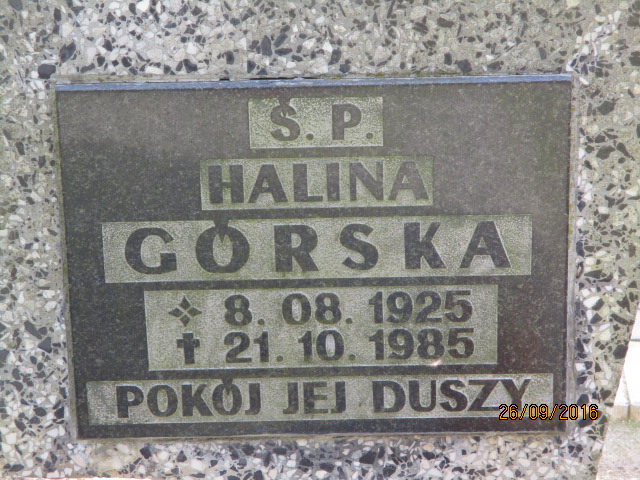 Ś. P.
HALINA
GÓRSKA
8. 08. 1925
† 21. 10. 1985
POKÓJ JEJ DUSZY
26/09/2016